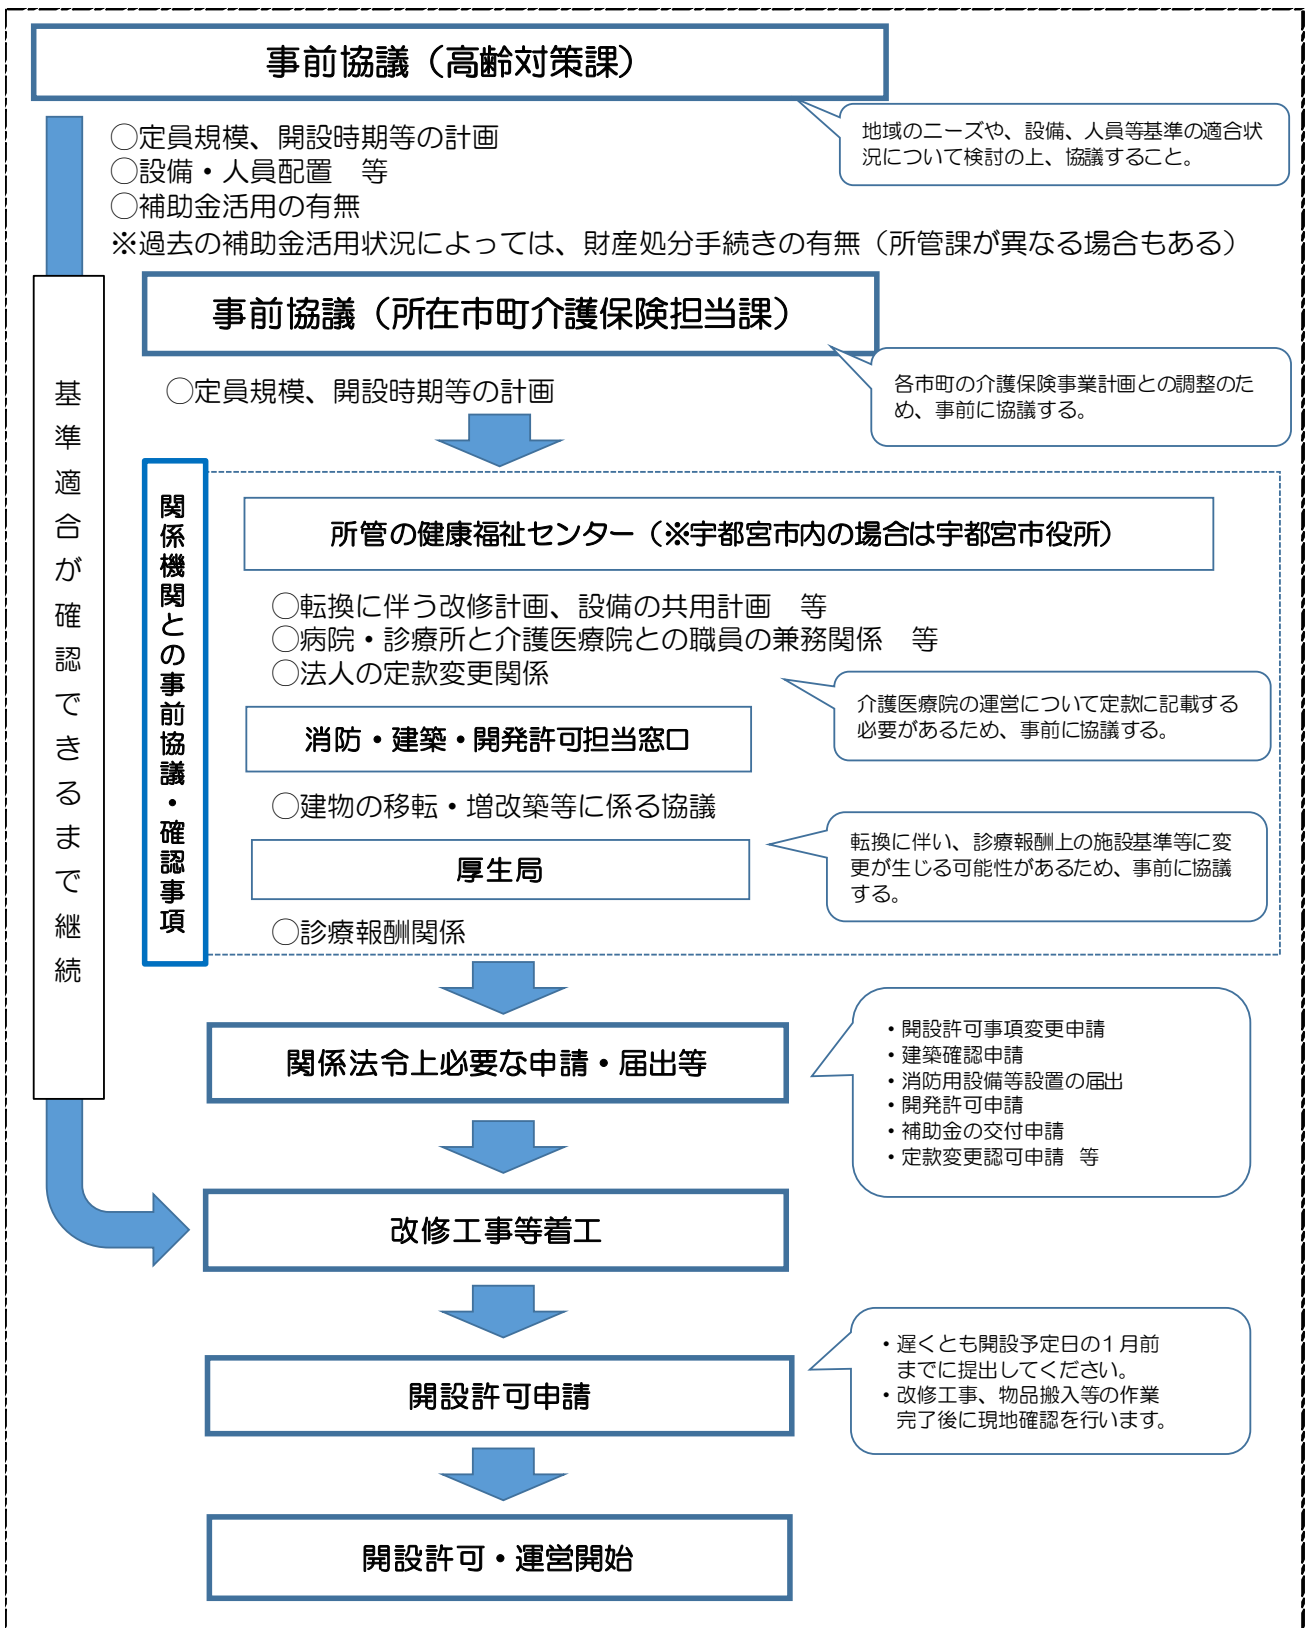 事前協議（高齢対策課）
地域のニーズや、設備、人員等基準の適合状
況について検討の上、協議すること。
○定員規模、開設時期等の計画
○設備・人員配置　等
○補助金活用の有無
※過去の補助金活用状況によっては、財産処分手続きの有無（所管課が異なる場合もある）
基準適合が確認できるまで継続
事前協議（所在市町介護保険担当課）
各市町の介護保険事業計画との調整のた
め、事前に協議する。
○定員規模、開設時期等の計画
関係機関との事前協議・確認事項
所管の健康福祉センター（※宇都宮市内の場合は宇都宮市役所）
○転換に伴う改修計画、設備の共用計画　等
○病院・診療所と介護医療院との職員の兼務関係　等
○法人の定款変更関係
介護医療院の運営について定款に記載する
必要があるため、事前に協議する。
消防・建築・開発許可担当窓口
○建物の移転・増改築等に係る協議
転換に伴い、診療報酬上の施設基準等に変
更が生じる可能性があるため、事前に協議
する。
厚生局
○診療報酬関係
関係法令上必要な申請・届出等
・開設許可事項変更申請
・建築確認申請
・消防用設備等設置の届出
・開発許可申請
・補助金の交付申請
・定款変更認可申請　等
改修工事等着工
・遅くとも開設予定日の１月前
までに提出してください。
・改修工事、物品搬入等の作業
完了後に現地確認を行います。
開設許可申請
開設許可・運営開始